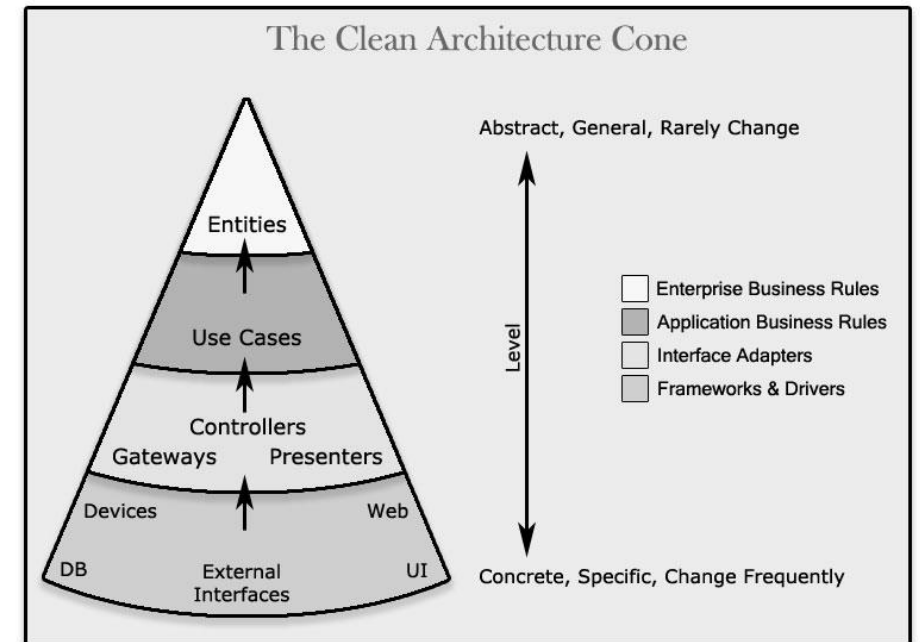 The Clean Architecture Cone
Abstract, General, Rarely Change
Entities
Enterprise Business Rules
Application Business Rules
Use Cases
Level
Interface Adapters
Frameworks & Drivers
Controllers
Gateways Presenters
Devices Web
DB External UI
Interfaces
Concrete, Specific, Change Frequently